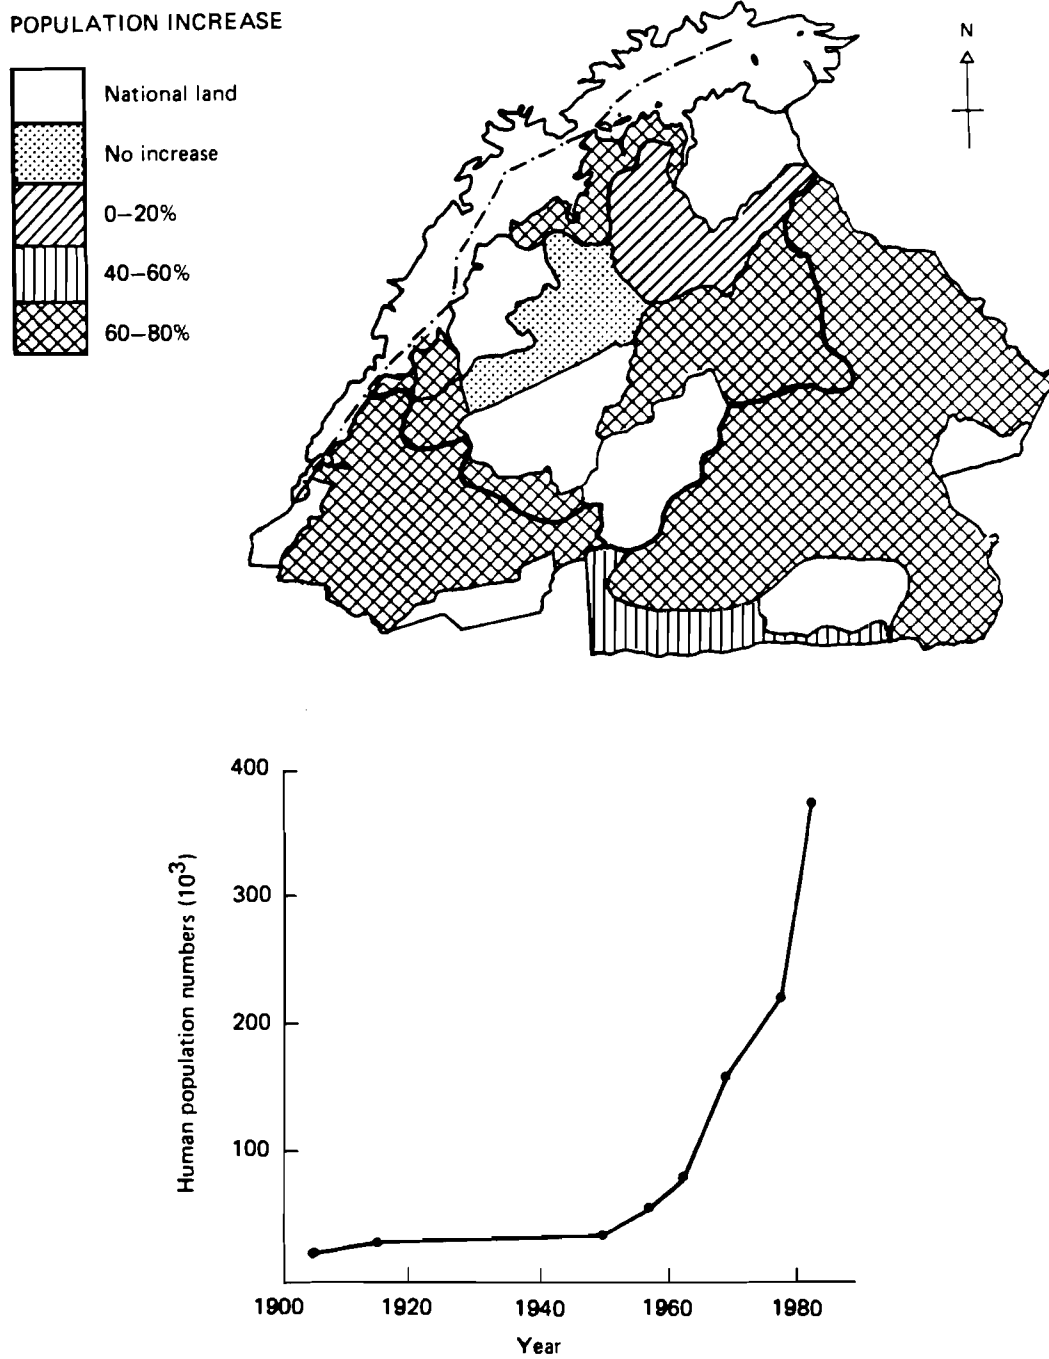 POPULATION INCREASE
National land
No increase
0–20%
40–60%
60–80%
N
400
300
200
100
Human population numbers (10³)
1900 1920 1940 1960 1980
Year